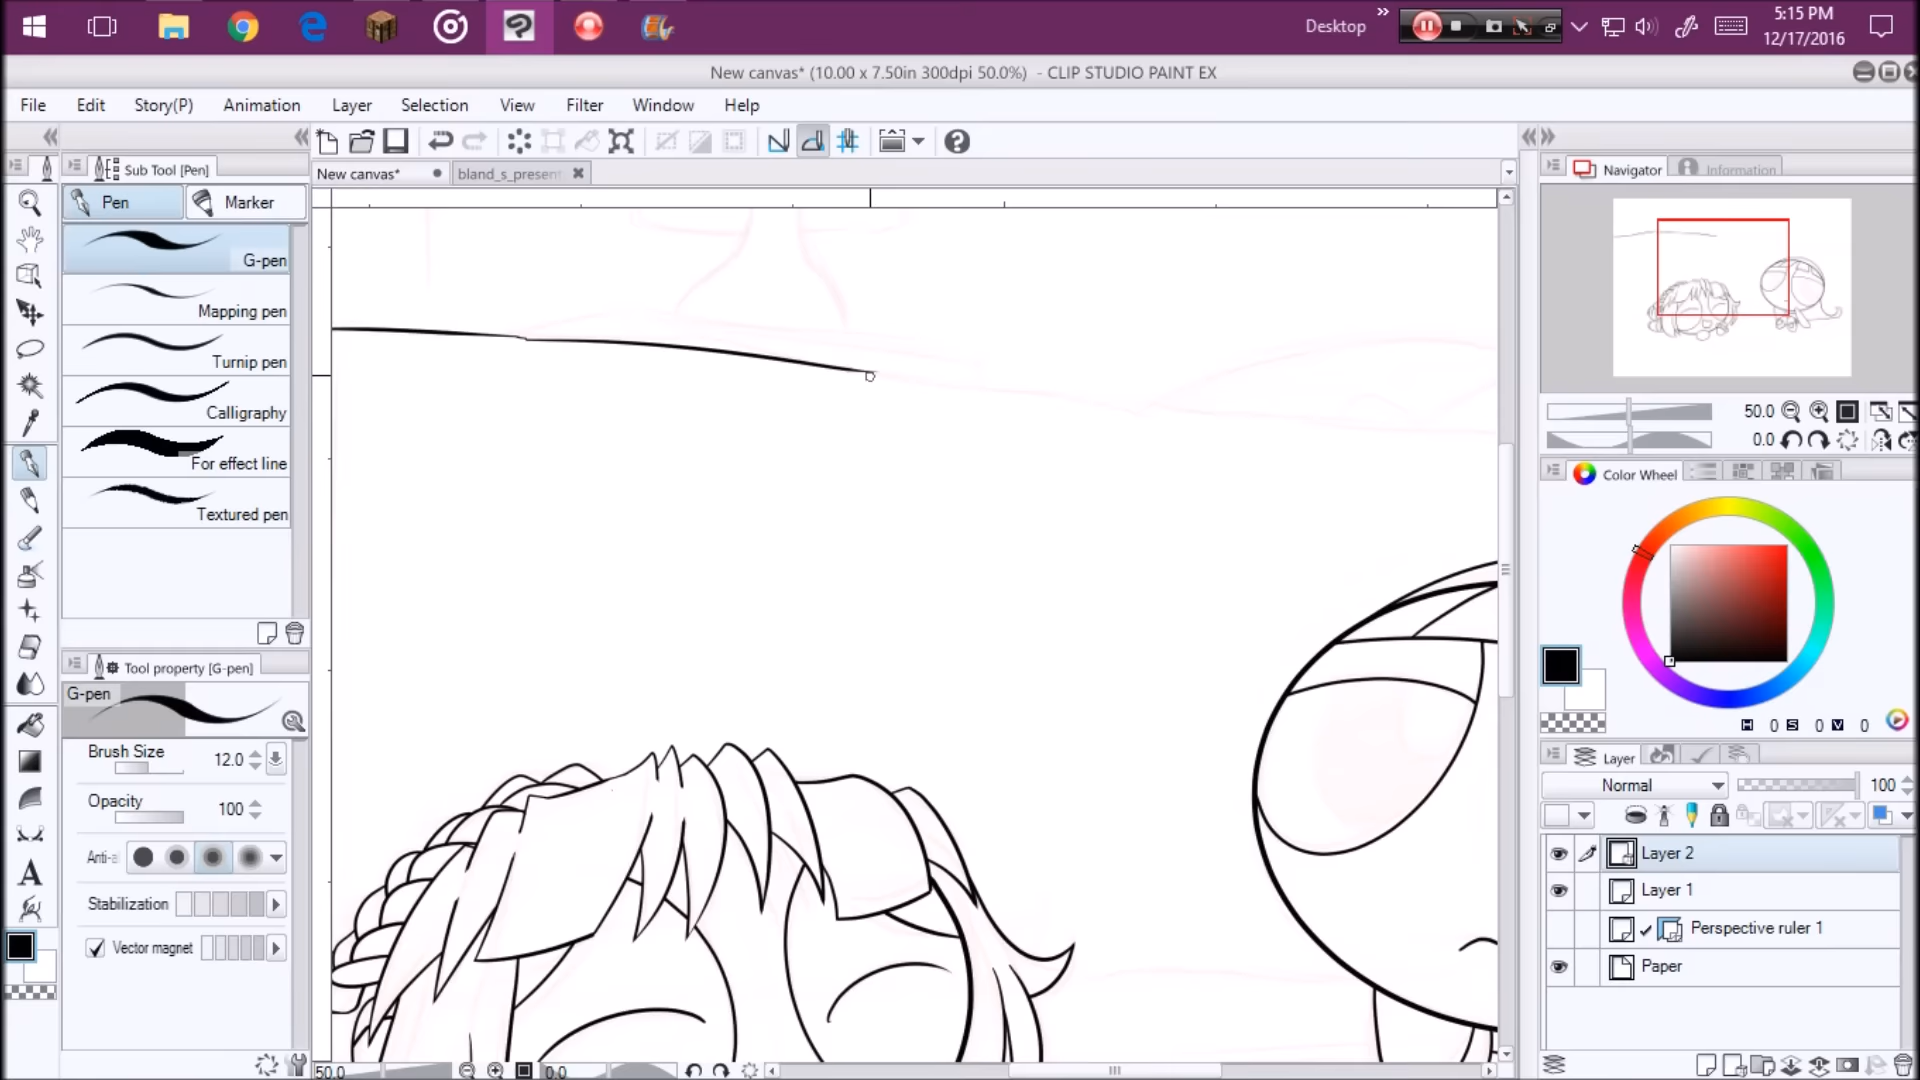 Desktop
5:15 PM
12/17/2016
New canvas* (10.00 x 7.50in 300dpi 50.0%) - CLIP STUDIO PAINT EX
File Edit Story(P) Animation Layer Selection View Filter Window Help
Sub Tool [Pen]
Pen Marker
G-pen
Mapping pen
Turnip pen
Calligraphy
For effect line
Textured pen
Tool property [G-pen]
G-pen
Brush Size 12.0
Opacity 100
Anti-a
Stabilization
Vector magnet
New canvas* bland_s_present
50.0 0.0
Navigator Information
50.0
0.0
Color Wheel
H 0 S 0 V 0
Layer
Normal 100
Layer 2
Layer 1
Perspective ruler 1
Paper